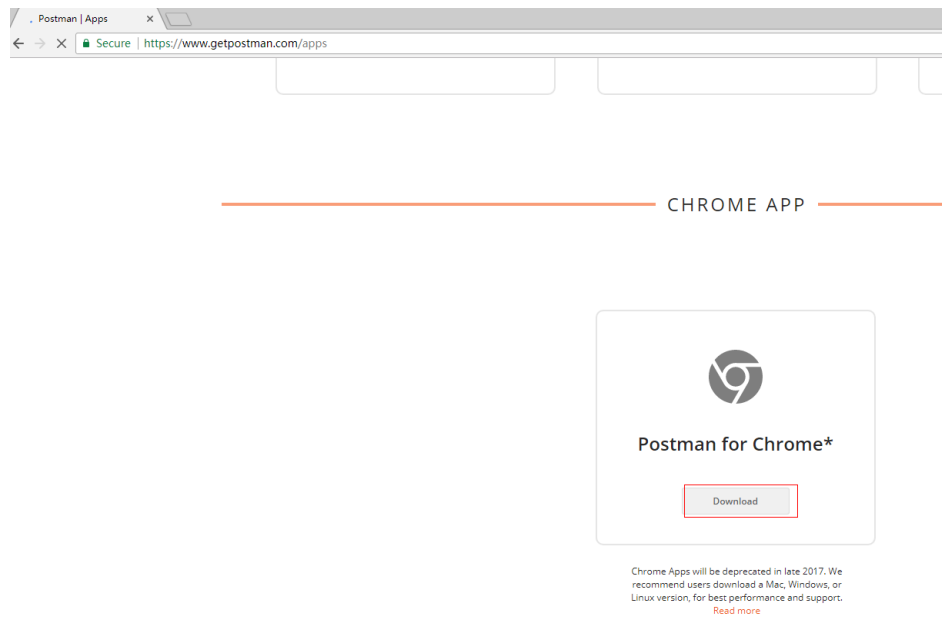 Postman | Apps
Secure | https://www.getpostman.com/apps
CHROME APP
Postman for Chrome*
Download
Chrome Apps will be deprecated in late 2017. We
recommend users download a Mac, Windows, or
Linux version, for best performance and support.
Read more